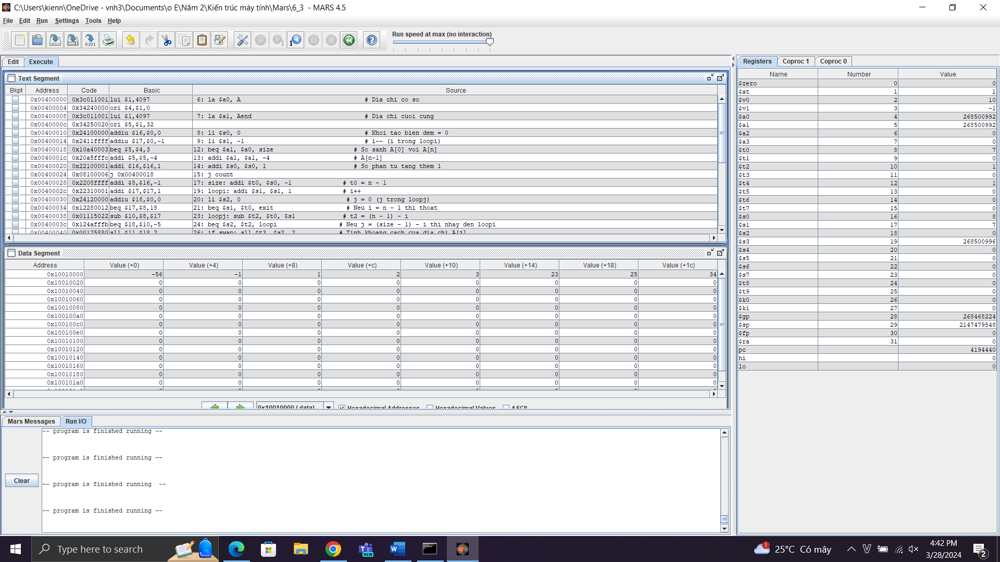 C:\Users\kienn\OneDrive - vnh3\Documents\o E\Năm 2\Kiến trúc máy tính\Mars\6_3 - MARS 4.5
File Edit Run Settings Tools Help
Run speed at max (no interaction)
Edit Execute
Text Segment
Bkpt Address Code Basic Source
0x00400000 0x3c011001 lui $1,4097 6: la $a0, A # Dia chi co so
0x00400004 0x34240000 ori $4,$1,0
0x00400008 0x3c011001 lui $1,4097 7: la $a1, Aend # Dia chi cuoi cung
0x0040000c 0x34250020 ori $5,$1,32
0x00400010 0x24100000 addiu $16,$0,0 8: li $s0, 0 # Khoi tao bien dem = 0
0x00400014 0x2411ffff addiu $17,$0,-1 9: li $s1, -1 # i-- (i trong loopi)
0x00400018 0x10a40003 beq $5,$4,3 12: beq $a1, $a0, size # So sanh A[0] voi A[n]
0x0040001c 0x20a5fffc addi $5,$5,-4 13: addi $a1, $a1, -4 # A[n-1]
0x00400020 0x22100001 addi $16,$16,1 14: addi $s0, $s0, 1 # So phan tu tang them 1
0x00400024 0x08100006 j 0x00400018 15: j count
0x00400028 0x2208ffff addi $8,$16,-1 17: size: addi $t0, $s0, -1 # t0 = n - 1
0x0040002c 0x22310001 addi $17,$17,1 19: loopi: addi $s1, $s1, 1 # i++
0x00400030 0x24120000 addiu $18,$0,0 20: li $s2, 0 # j = 0 (j trong loopj)
0x00400034 0x12280012 beq $17,$8,18 21: beq $s1, $t0, exit # Neu i = n - 1 thi thoat
0x00400038 0x01115022 sub $10,$8,$17 23: loopj: sub $t2, $t0, $s1 # t2 = (n - 1) - i
0x0040003c 0x124afffb beq $18,$10,-5 24: beq $s2, $t2, loopi # Neu j = (size - 1) - i thi nhay den loopi
0x00400040 0x00125880 sll $11,$18,2 26: if_swap: sll $t3, $s2, 2 # Tinh khoang cach cua dia chi A[j]
Data Segment
Address Value (+0) Value (+4) Value (+8) Value (+c) Value (+10) Value (+14) Value (+18) Value (+1c)
0x10010000 -56 -1 1 2 3 23 25 34
0x10010020 0 0 0 0 0 0 0 0
0x10010040 0 0 0 0 0 0 0 0
0x10010060 0 0 0 0 0 0 0 0
0x10010080 0 0 0 0 0 0 0 0
0x100100a0 0 0 0 0 0 0 0 0
0x100100c0 0 0 0 0 0 0 0 0
0x100100e0 0 0 0 0 0 0 0 0
0x10010100 0 0 0 0 0 0 0 0
0x10010120 0 0 0 0 0 0 0 0
0x10010140 0 0 0 0 0 0 0 0
0x10010160 0 0 0 0 0 0 0 0
0x10010180 0 0 0 0 0 0 0 0
0x100101a0 0 0 0 0 0 0 0 0
0x10010000 (.data) Hexadecimal Addresses Hexadecimal Values ASCII
Mars Messages Run I/O
Clear
-- program is finished running --
-- program is finished running --
-- program is finished running --
-- program is finished running --
Registers Coproc 1 Coproc 0
Name Number Value
$zero 0 0
$at 1 1
$v0 2 10
$v1 3 -1
$a0 4 268500992
$a1 5 268500992
$a2 6 0
$a3 7 0
$t0 8 7
$t1 9 0
$t2 10 1
$t3 11 0
$t4 12 1
$t5 13 0
$t6 14 0
$t7 15 0
$s0 16 8
$s1 17 7
$s2 18 0
$s3 19 268500996
$s4 20 0
$s5 21 0
$s6 22 0
$s7 23 0
$t8 24 0
$t9 25 0
$k0 26 0
$k1 27 0
$gp 28 268468224
$sp 29 2147479548
$fp 30 0
$ra 31 0
pc 4194440
hi 0
lo 0
Type here to search
NEW
1
25°C Có mây
4:42 PM
3/28/2024
2